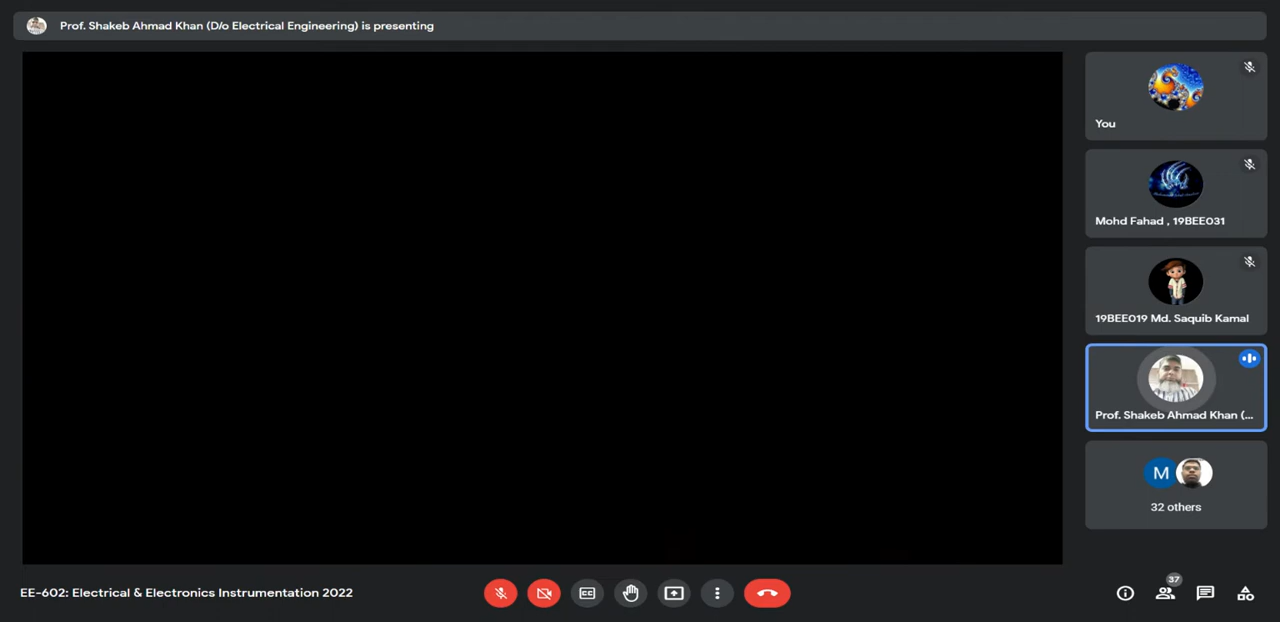 Prof. Shakeb Ahmad Khan (D/o Electrical Engineering) is presenting
You
Mohd Fahad , 19BEE031
19BEE019 Md. Saquib Kamal
Prof. Shakeb Ahmad Khan (...
M
32 others
EE-602: Electrical & Electronics Instrumentation 2022
CC
37